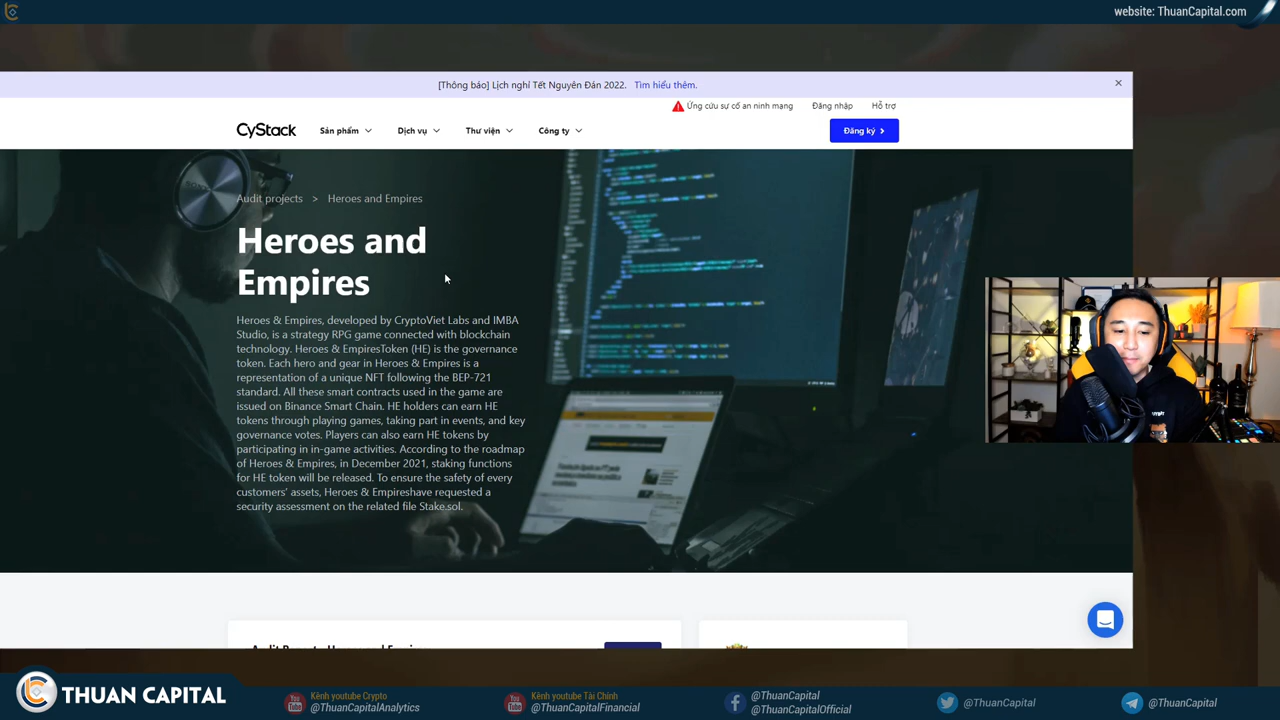 website: ThuanCapital.com
[Thông báo] Lịch nghỉ Tết Nguyên Đán 2022. Tìm hiểu thêm.
Ứng cứu sự cố an ninh mạng Đăng nhập Hỗ trợ
CyStack Sản phẩm Dịch vụ Thư viện Công ty Đăng ký
Audit projects > Heroes and Empires
Heroes and
Empires
Heroes & Empires, developed by CryptoViet Labs and IMBA
Studio, is a strategy RPG game connected with blockchain
technology. Heroes & EmpiresToken (HE) is the governance
token. Each hero and gear in Heroes & Empires is a
representation of a unique NFT following the BEP-721
standard. All these smart contracts used in the game are
issued on Binance Smart Chain. HE holders can earn HE
tokens through playing games, taking part in events, and key
governance votes. Players can also earn HE tokens by
participating in in-game activities. According to the roadmap
of Heroes & Empires, in December 2021, staking functions
for HE token will be released. To ensure the safety of every
customers’ assets, Heroes & Empireshave requested a
security assessment on the related file Stake.sol.
THUAN CAPITAL
Kênh youtube Crypto
@ThuanCapitalAnalytics
Kênh youtube Tài Chính
@ThuanCapitalFinancial
@ThuanCapital
@ThuanCapitalOfficial
@ThuanCapital
@ThuanCapital